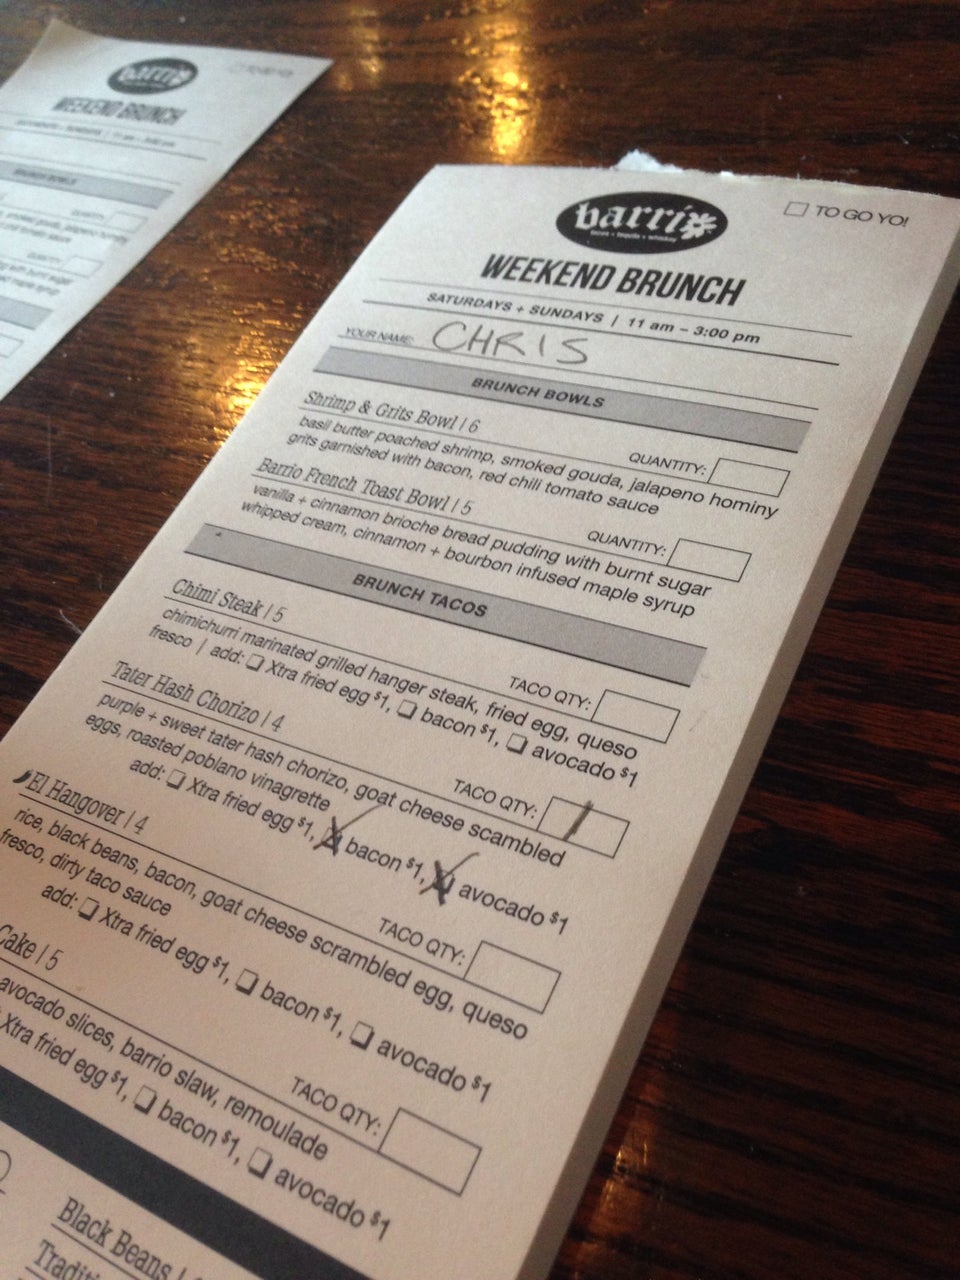 barrio
WEEKEND BRUNCH
BRUNCH BOWLS
barrio
tacos • tequila • whiskey
TO GO YO!
WEEKEND BRUNCH
SATURDAYS + SUNDAYS | 11 am – 3:00 pm
YOUR NAME: CHRIS
BRUNCH BOWLS
Shrimp & Grits Bowl | 6
QUANTITY:
basil butter poached shrimp, smoked gouda, jalapeno hominy
grits garnished with bacon, red chili tomato sauce
Barrio French Toast Bowl | 5
QUANTITY:
vanilla + cinnamon brioche bread pudding with burnt sugar
whipped cream, cinnamon + bourbon infused maple syrup
BRUNCH TACOS
Chimi Steak | 5
TACO QTY:
chimichurri marinated grilled hanger steak, fried egg, queso
fresco | add: Xtra fried egg $1, bacon $1, avocado $1
Tater Hash Chorizo | 4
TACO QTY: 1
purple + sweet tater hash chorizo, goat cheese scambled
eggs, roasted poblano vinagrette
add: Xtra fried egg $1, bacon $1, avocado $1
El Hangover | 4
TACO QTY:
rice, black beans, bacon, goat cheese scrambled egg, queso
fresco, dirty taco sauce
add: Xtra fried egg $1, bacon $1, avocado $1
Cake | 5
TACO QTY:
avocado slices, barrio slaw, remoulade
Xtra fried egg $1, bacon $1, avocado $1
Black Beans |